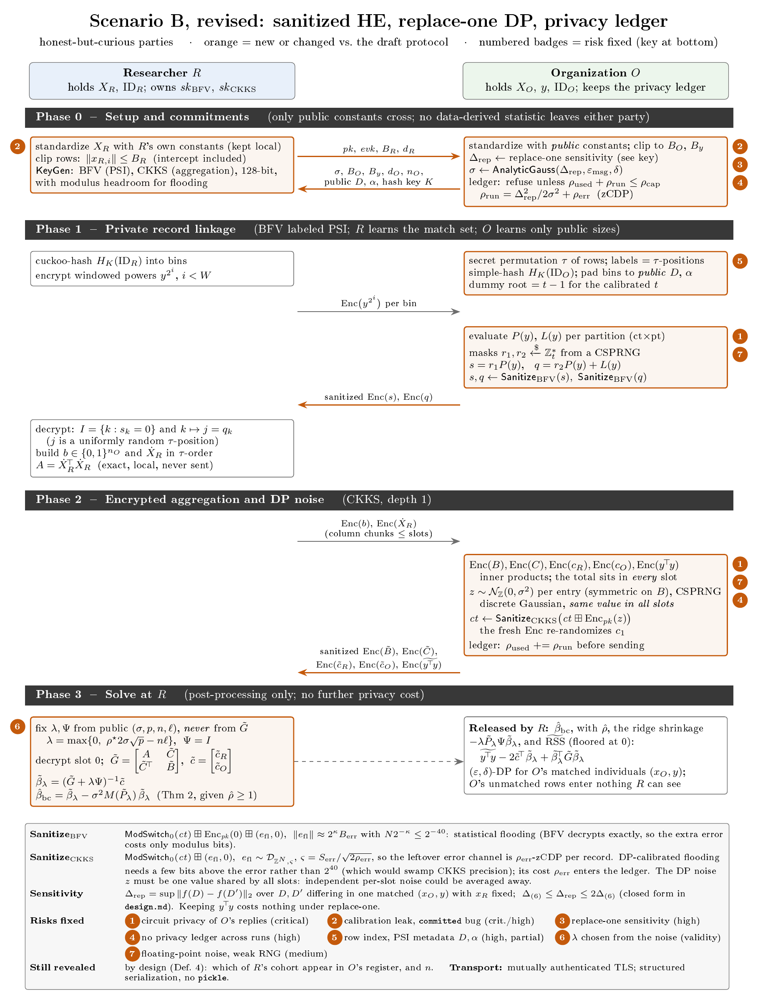 Scenario B, revised: sanitized HE, replace-one DP, privacy ledger
honest-but-curious parties · orange = new or changed vs. the draft protocol · numbered badges = risk fixed (key at bottom)
Researcher R
holds X_R, ID_R; owns sk_BFV, sk_CKKS
Organization O
holds X_O, y, ID_O; keeps the privacy ledger
Phase 0 – Setup and commitments (only public constants cross; no data-derived statistic leaves either party)
2
standardize X_R with R's own constants (kept local)
clip rows: ‖x_{R,i}‖ ≤ B_R (intercept included)
KeyGen: BFV (PSI), CKKS (aggregation), 128-bit,
with modulus headroom for flooding
pk, evk, B_R, d_R
σ, B_O, B_y, d_O, n_O,
public D, α, hash key K
standardize with public constants; clip to B_O, B_y
Δ_rep ← replace-one sensitivity (see key)
σ ← AnalyticGauss(Δ_rep, ε_msg, δ)
ledger: refuse unless ρ_used + ρ_run ≤ ρ_cap
ρ_run = Δ²_rep/2σ² + ρ_err (zCDP)
2
3
4
Phase 1 – Private record linkage (BFV labeled PSI; R learns the match set; O learns only public sizes)
cuckoo-hash H_K(ID_R) into bins
encrypt windowed powers y^{2^i}, i < W
secret permutation τ of rows; labels = τ-positions
simple-hash H_K(ID_O); pad bins to public D, α
dummy root = t − 1 for the calibrated t
5
Enc(y^{2^i}) per bin
evaluate P(y), L(y) per partition (ct×pt)
masks r₁, r₂ ←$ ℤ*_t from a CSPRNG
s = r₁P(y), q = r₂P(y) + L(y)
s, q ← Sanitize_BFV(s), Sanitize_BFV(q)
1
7
sanitized Enc(s), Enc(q)
decrypt: I = {k : s_k = 0} and k ↦ j = q_k
(j is a uniformly random τ-position)
build b ∈ {0, 1}^{n_O} and Ẋ_R in τ-order
A = Ẋ_R^⊤Ẋ_R (exact, local, never sent)
Phase 2 – Encrypted aggregation and DP noise (CKKS, depth 1)
Enc(b), Enc(Ẋ_R)
(column chunks ≤ slots)
Enc(B), Enc(C), Enc(c_R), Enc(c_O), Enc(y^⊤y)
inner products; the total sits in every slot
z ∼ 𝒩_ℤ(0, σ²) per entry (symmetric on B), CSPRNG
discrete Gaussian, same value in all slots
ct ← Sanitize_CKKS(ct ⊞ Enc_pk(z))
the fresh Enc re-randomizes c₁
ledger: ρ_used += ρ_run before sending
1
7
4
sanitized Enc(B̃), Enc(C̃),
Enc(c̃_R), Enc(c̃_O), Enc(\widetilde{y^⊤y})
Phase 3 – Solve at R (post-processing only; no further privacy cost)
6
fix λ, Ψ from public (σ, p, n, ℓ), never from G̃
λ = max{0, ρ^⋆2σ√p − nℓ}, Ψ = I
decrypt slot 0; G̃ = [A C̃; C̃^⊤ B̃], c̃ = [c̃_R; c̃_O]
β̃_λ = (G̃ + λΨ)^{−1}c̃
β̂_bc = β̃_λ − σ²M(P̃_λ) β̃_λ (Thm 2, given ρ̂ ≥ 1)
Released by R: β̂_bc, with ρ̂, the ridge shrinkage
−λP̃_λΨβ̃_λ, and \widetilde{RSS} (floored at 0):
\widetilde{y^⊤y} − 2c̃^⊤β̃_λ + β̃_λ^⊤G̃β̃_λ
(ε, δ)-DP for O's matched individuals (x_O, y);
O's unmatched rows enter nothing R can see
Sanitize_BFV ModSwitch₀(ct) ⊞ Enc_pk(0) ⊞ (e_fl, 0), ‖e_fl‖ ≈ 2^κ B_err with N2^{−κ} ≤ 2^{−40}: statistical flooding (BFV decrypts exactly, so the extra error
costs only modulus bits).
Sanitize_CKKS ModSwitch₀(ct) ⊞ (e_fl, 0), e_fl ∼ 𝒟_{ℤ^N,ς}, ς = S_err/√(2ρ_err), so the leftover error channel is ρ_err-zCDP per record. DP-calibrated flooding
needs a few bits above the error rather than 2^{40} (which would swamp CKKS precision); its cost ρ_err enters the ledger. The DP noise
z must be one value shared by all slots: independent per-slot noise could be averaged away.
Sensitivity Δ_rep = sup ‖f(D) − f(D′)‖₂ over D, D′ differing in one matched (x_O, y) with x_R fixed; Δ_(6) ≤ Δ_rep ≤ 2Δ_(6) (closed form in
design.md). Keeping y^⊤y costs nothing under replace-one.
Risks fixed 1 circuit privacy of O's replies (critical) 2 calibration leak, committed bug (crit./high) 3 replace-one sensitivity (high)
4 no privacy ledger across runs (high) 5 row index, PSI metadata D, α (high, partial) 6 λ chosen from the noise (validity)
7 floating-point noise, weak RNG (medium)
Still revealed by design (Def. 4): which of R's cohort appear in O's register, and n. Transport: mutually authenticated TLS; structured
serialization, no pickle.